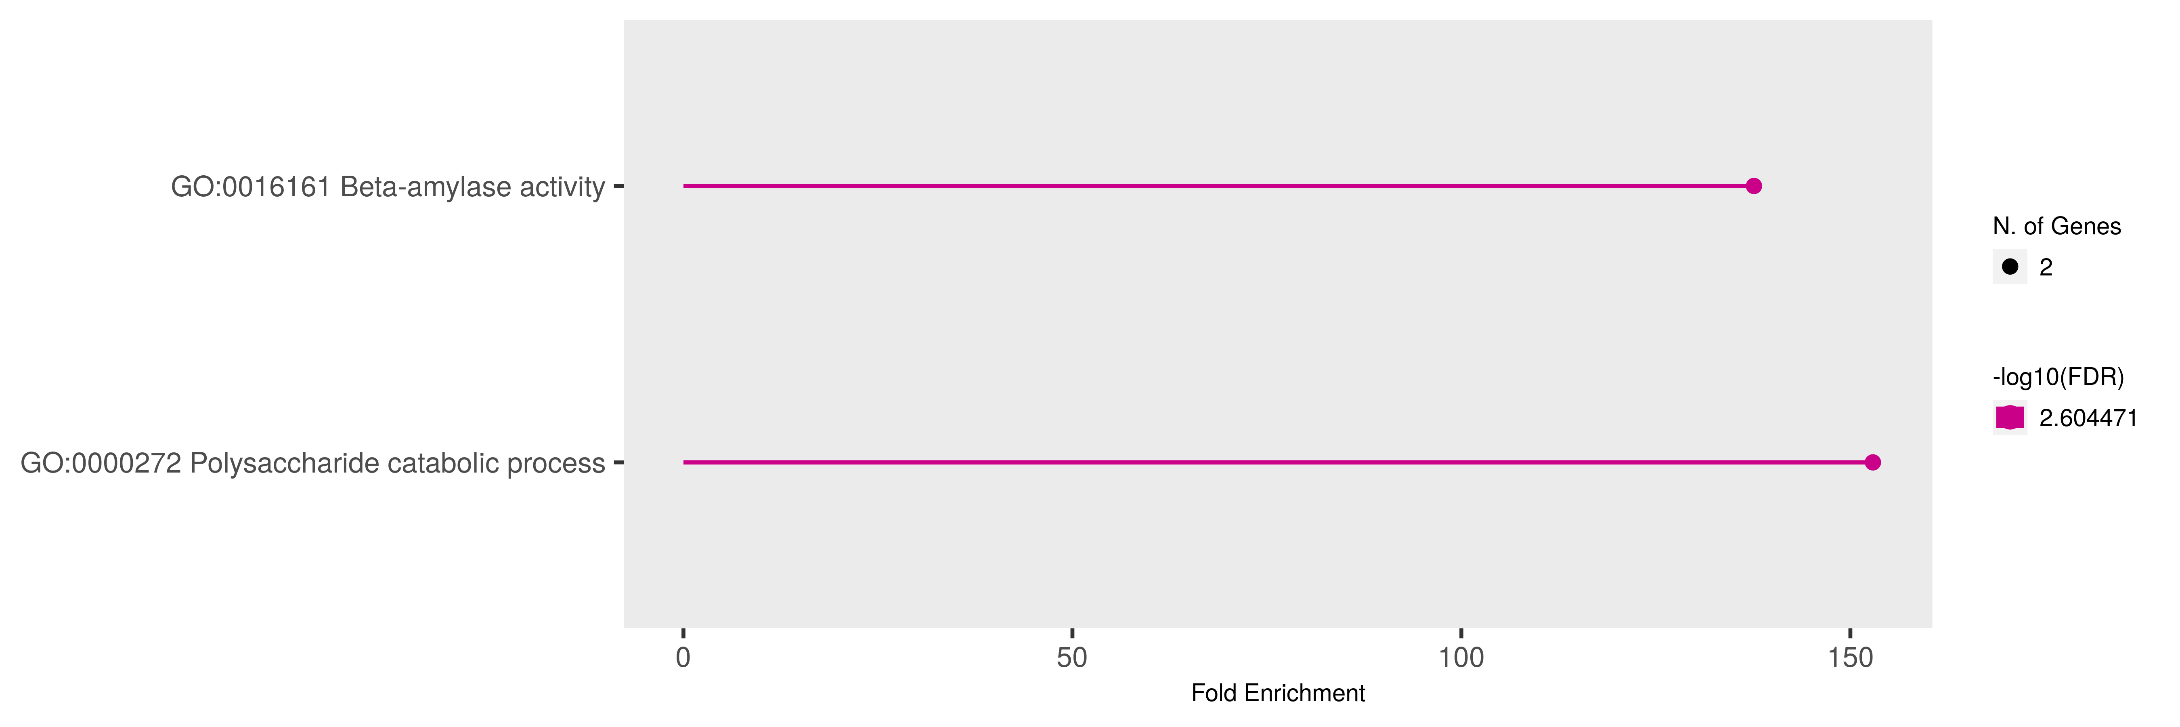 GO:0016161 Beta-amylase activity
GO:0000272 Polysaccharide catabolic process
0 50 100 150
Fold Enrichment
N. of Genes
2
-log10(FDR)
2.604471